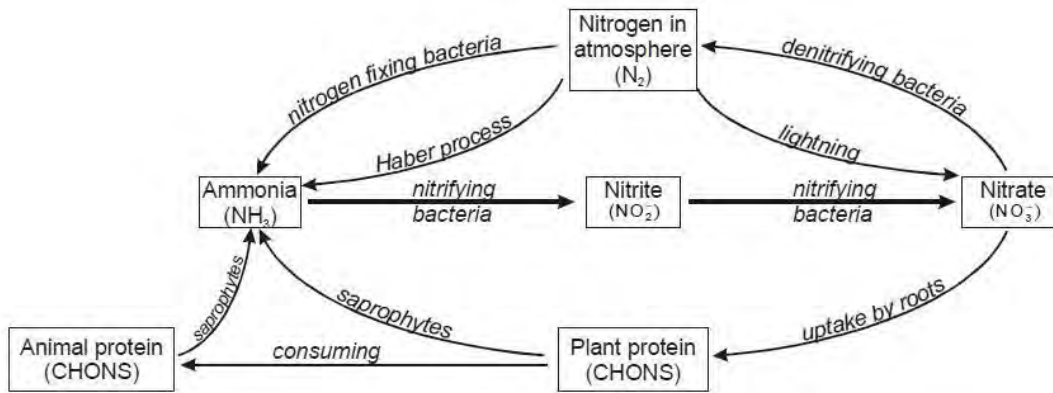 Nitrogen in
atmosphere
(N₂)
nitrogen fixing bacteria
denitrifying bacteria
Haber process
lightning
Ammonia
(NH₃)
nitrifying
bacteria
Nitrite
(NO₂⁻)
nitrifying
bacteria
Nitrate
(NO₃⁻)
saprophytes
saprophytes
uptake by roots
Animal protein
(CHONS)
consuming
Plant protein
(CHONS)